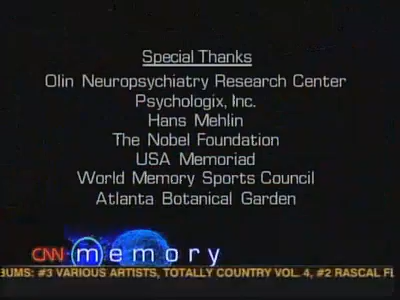 Special Thanks
Olin Neuropsychiatry Research Center
Psychologix, Inc.
Hans Mehlin
The Nobel Foundation
USA Memoriad
World Memory Sports Council
Atlanta Botanical Garden
CNN memory
BUMS: #3 VARIOUS ARTISTS, TOTALLY COUNTRY VOL. 4, #2 RASCAL FL